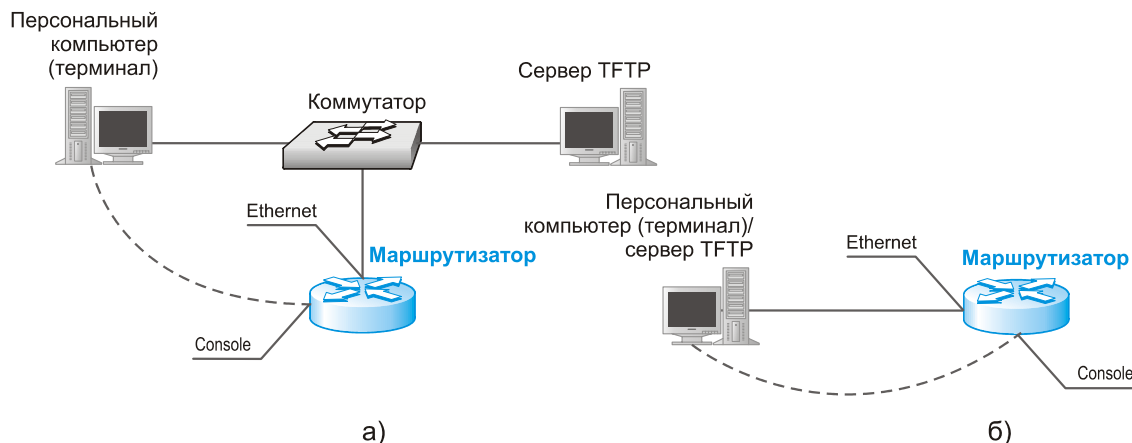 Персональный
компьютер
(терминал)
Коммутатор
Сервер TFTP
Ethernet
Маршрутизатор
Console
а)
Персональный
компьютер (терминал)/
сервер TFTP
Ethernet
Маршрутизатор
Console
б)